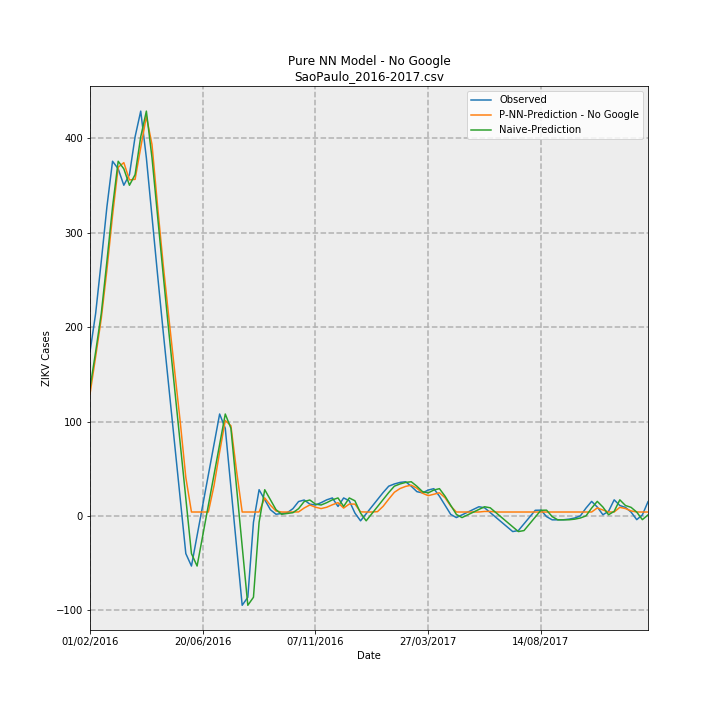 Pure NN Model - No Google
SaoPaulo_2016-2017.csv
Observed
P-NN-Prediction - No Google
Naive-Prediction
ZIKV Cases
400
300
200
100
0
−100
01/02/2016
20/06/2016
07/11/2016
27/03/2017
14/08/2017
Date